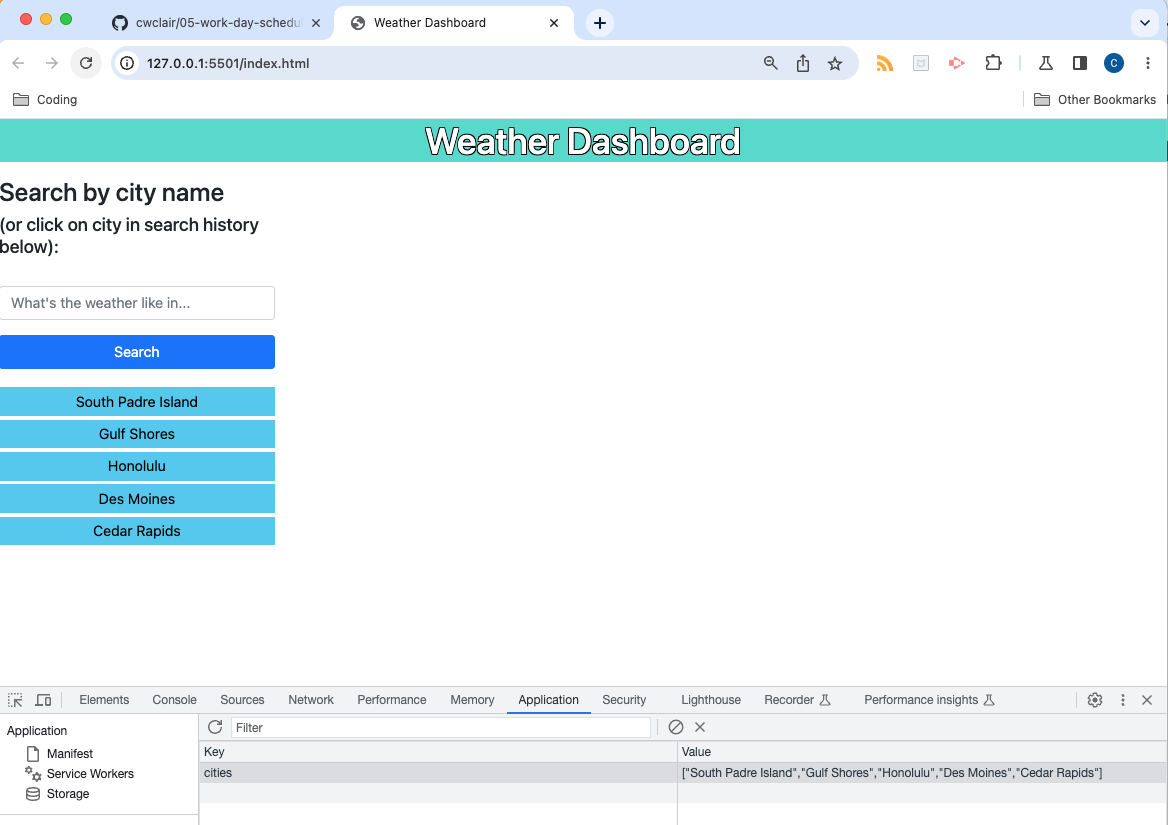 cwclair/05-work-day-schedul
Weather Dashboard
127.0.0.1:5501/index.html
C
Coding
Other Bookmarks
Weather Dashboard
Search by city name
(or click on city in search history
below):
What's the weather like in...
Search
South Padre Island
Gulf Shores
Honolulu
Des Moines
Cedar Rapids
Elements Console Sources Network Performance Memory Application Security Lighthouse Recorder Performance insights
Application
Filter
Manifest
Service Workers
Storage
Key Value
cities ["South Padre Island","Gulf Shores","Honolulu","Des Moines","Cedar Rapids"]